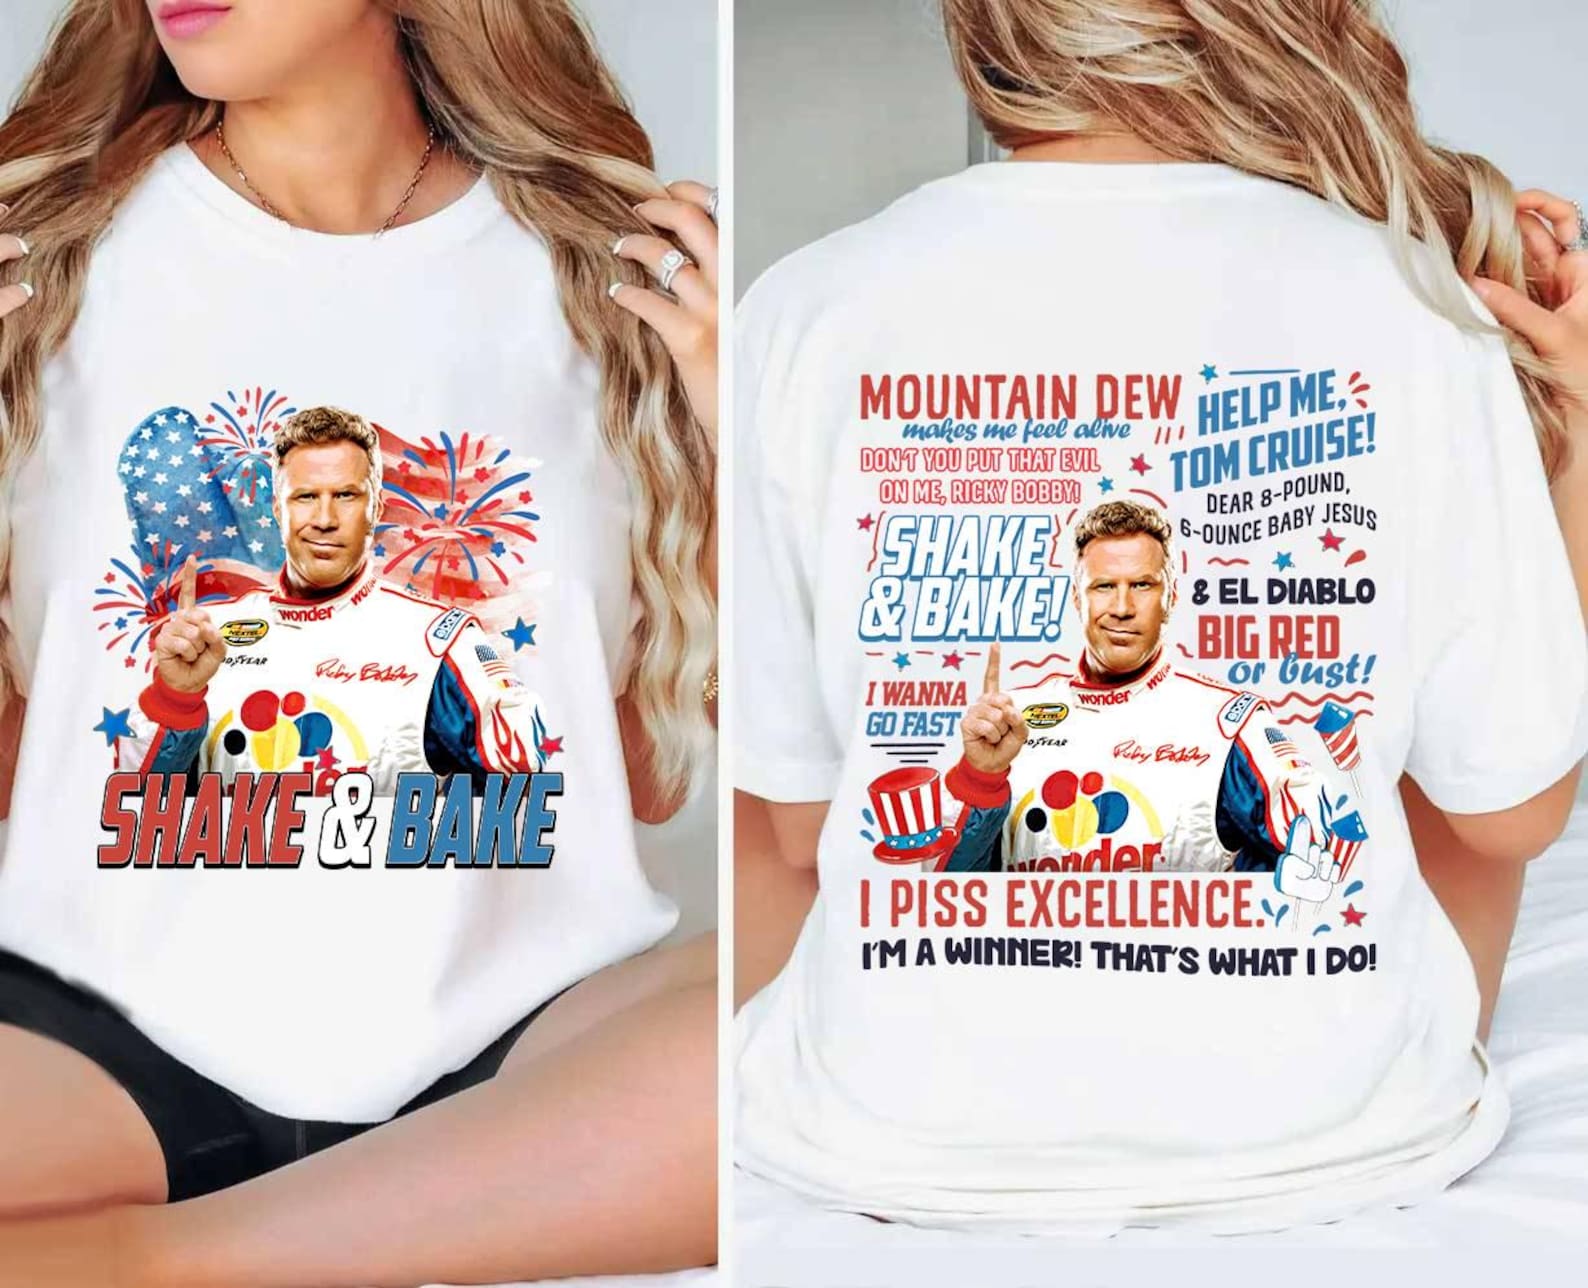 wonder
NEXTEL
Ricky Bobby
SHAKE & BAKE
MOUNTAIN DEW
makes me feel alive
DON'T YOU PUT THAT EVIL
ON ME, RICKY BOBBY!
SHAKE
& BAKE!
I WANNA
GO FAST
HELP ME,
TOM CRUISE!
DEAR 8-POUND,
6-OUNCE BABY JESUS
& EL DIABLO
BIG RED
or bust!
wonder
NEXTEL
Ricky Bobby
wonder
I PISS EXCELLENCE.
I'M A WINNER! THAT'S WHAT I DO!